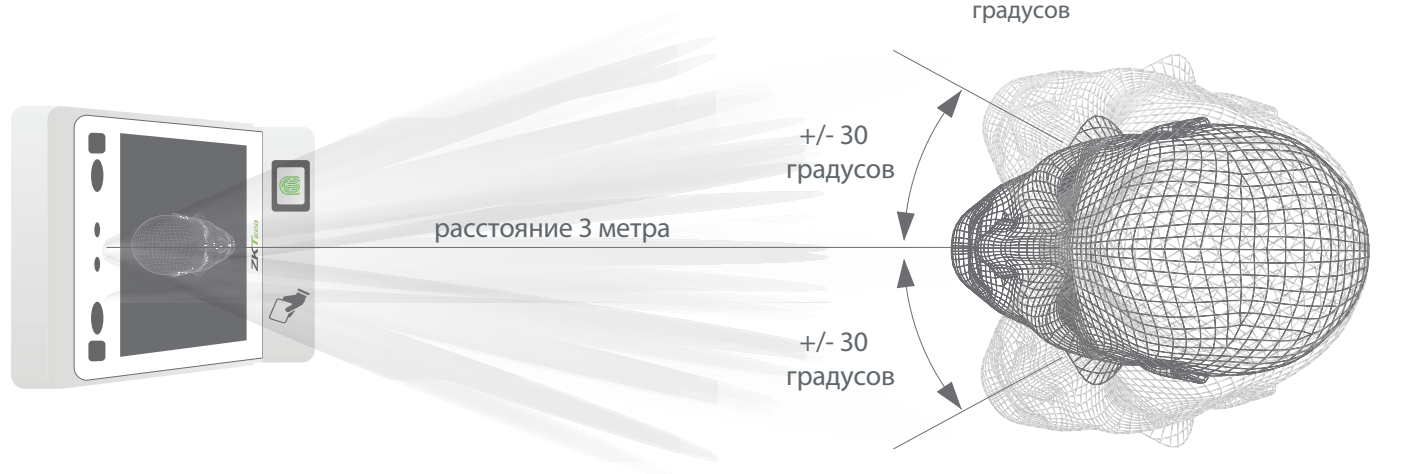 градусов
+/- 30
градусов
расстояние 3 метра
ZKTeco
+/- 30
градусов